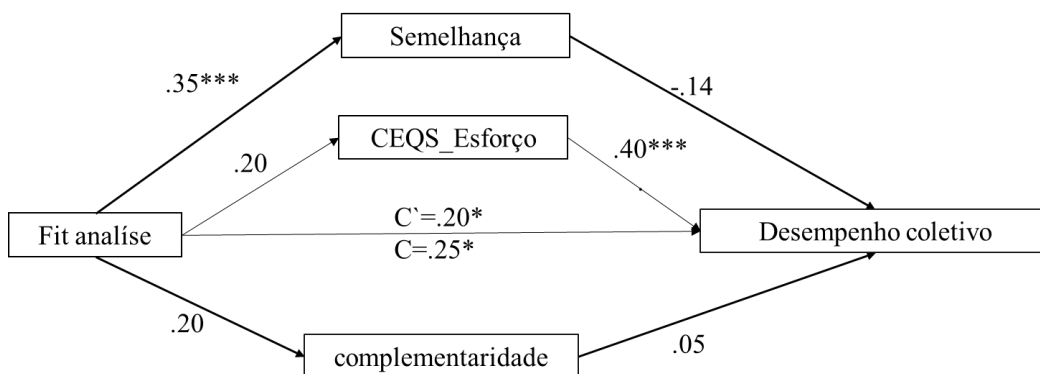 Semelhança
.35***
-.14
CEQS_Esforço
.20
.40***
C`=.20*
Fit analíse
Desempenho coletivo
C=.25*
.20
complementaridade
.05